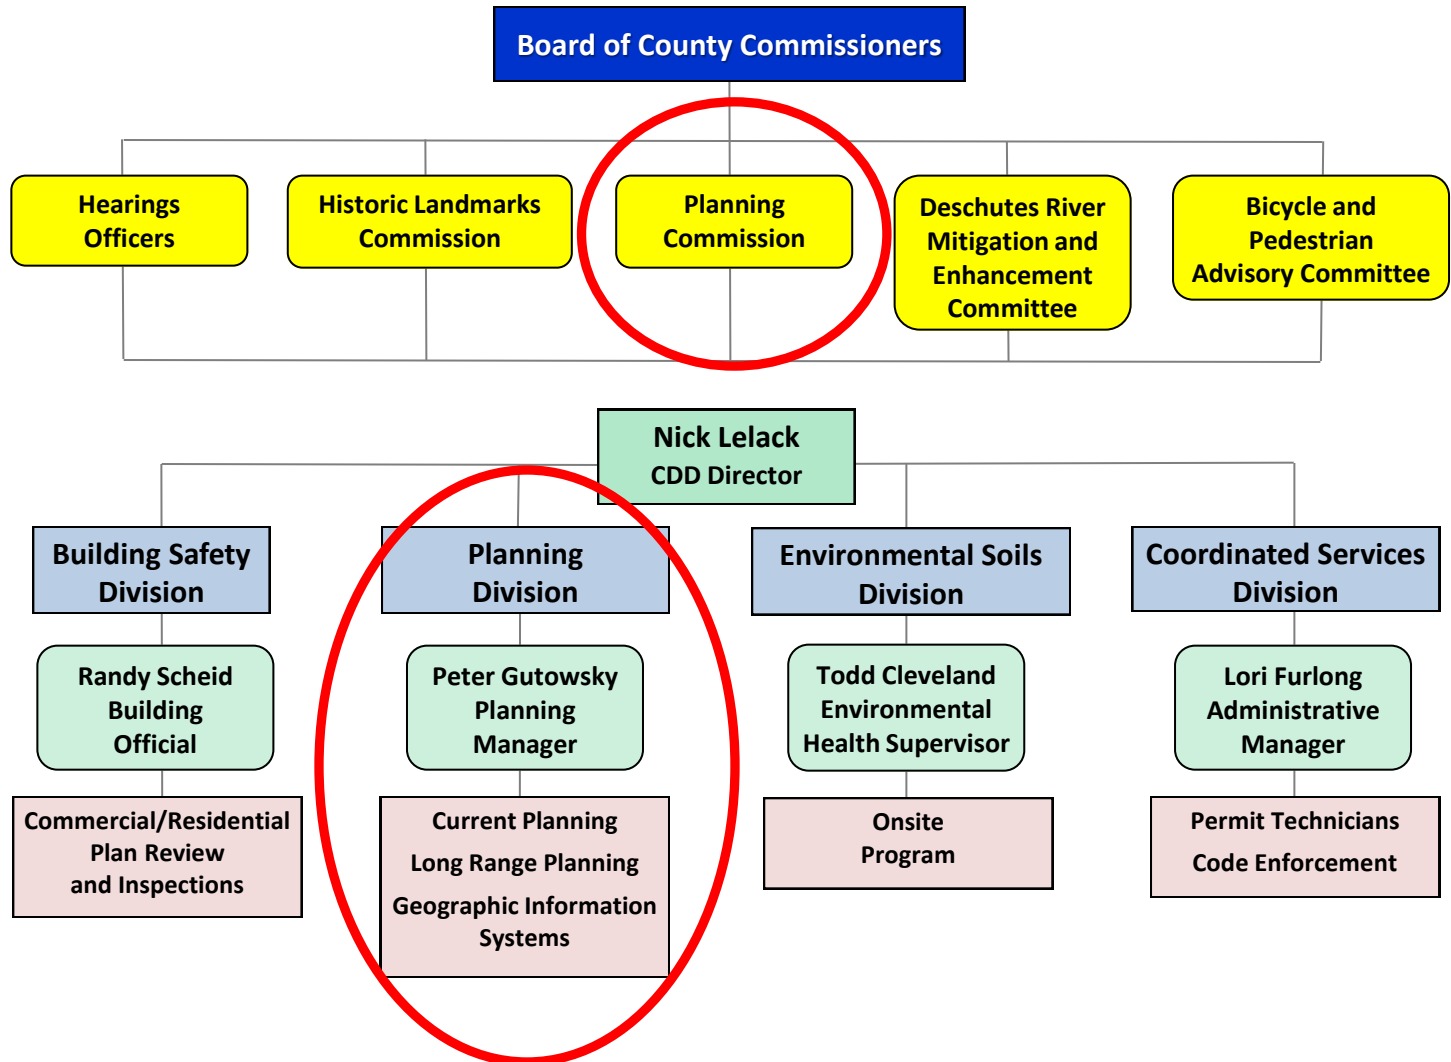 Board of County Commissioners
Hearings
Officers
Historic Landmarks
Commission
Planning
Commission
Deschutes River
Mitigation and
Enhancement
Committee
Bicycle and
Pedestrian
Advisory Committee
Nick Lelack
CDD Director
Building Safety
Division
Planning
Division
Environmental Soils
Division
Coordinated Services
Division
Randy Scheid
Building
Official
Peter Gutowsky
Planning
Manager
Todd Cleveland
Environmental
Health Supervisor
Lori Furlong
Administrative
Manager
Commercial/Residential
Plan Review
and Inspections
Current Planning
Long Range Planning
Geographic Information
Systems
Onsite
Program
Permit Technicians
Code Enforcement